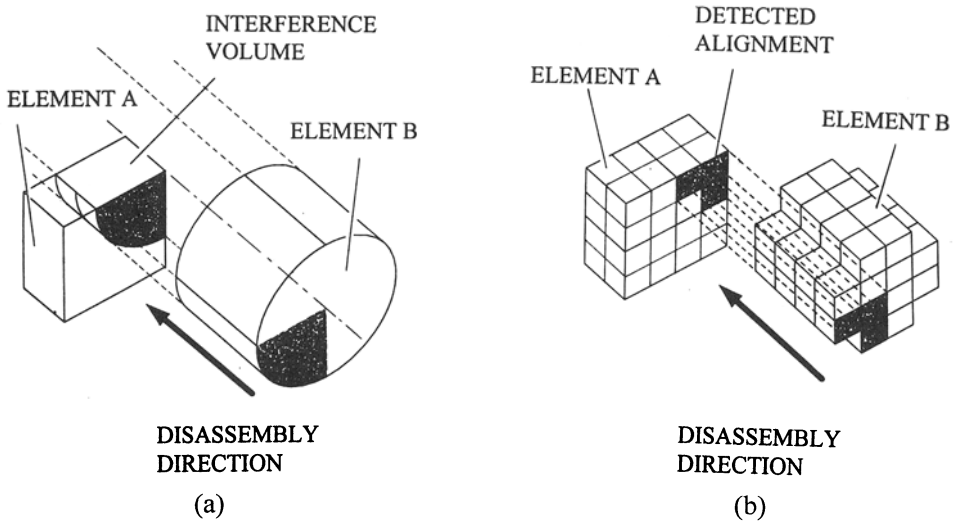 INTERFERENCE
VOLUME
ELEMENT A
ELEMENT B
DISASSEMBLY
DIRECTION
(a)
DETECTED
ALIGNMENT
ELEMENT A
ELEMENT B
DISASSEMBLY
DIRECTION
(b)